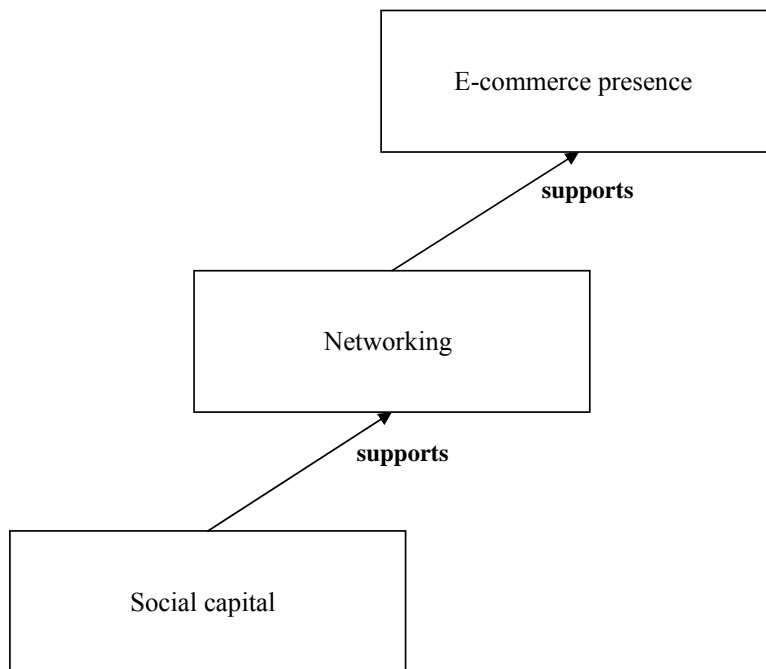 E-commerce presence
supports
Networking
supports
Social capital